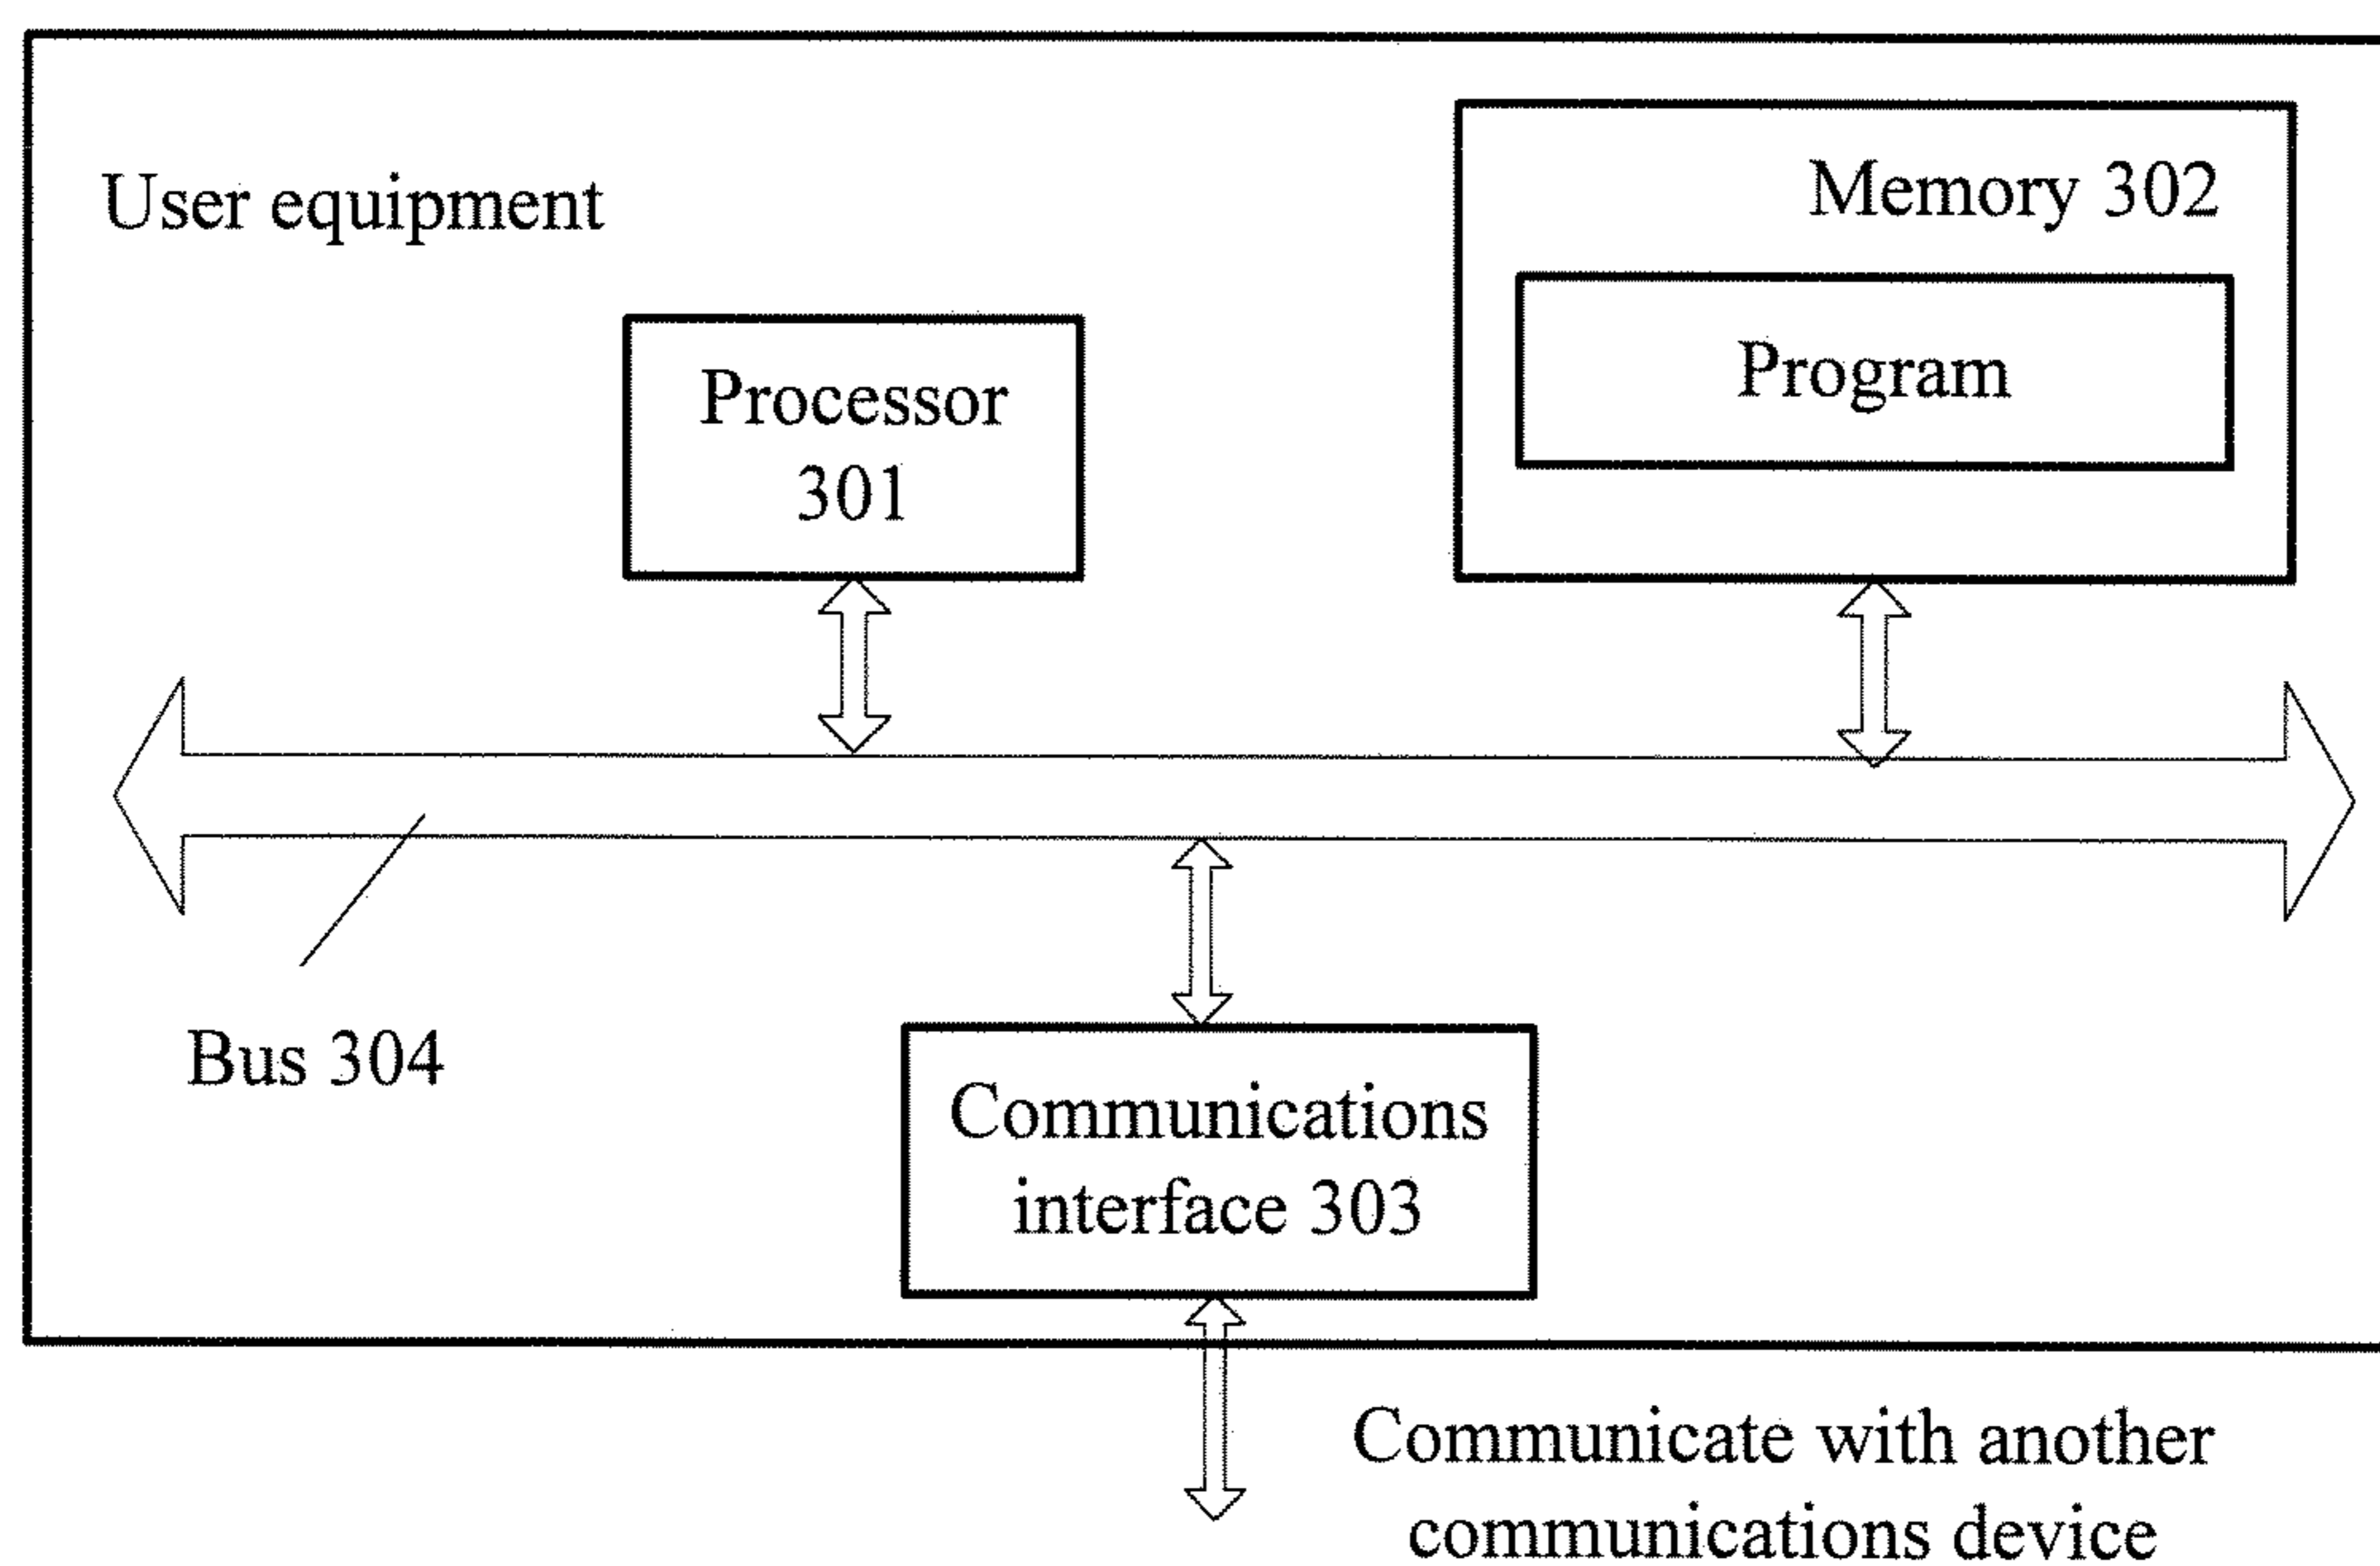 User equipment
Memory 302
Program
Processor
301
Bus 304
Communications
interface 303
Communicate with another
communications device